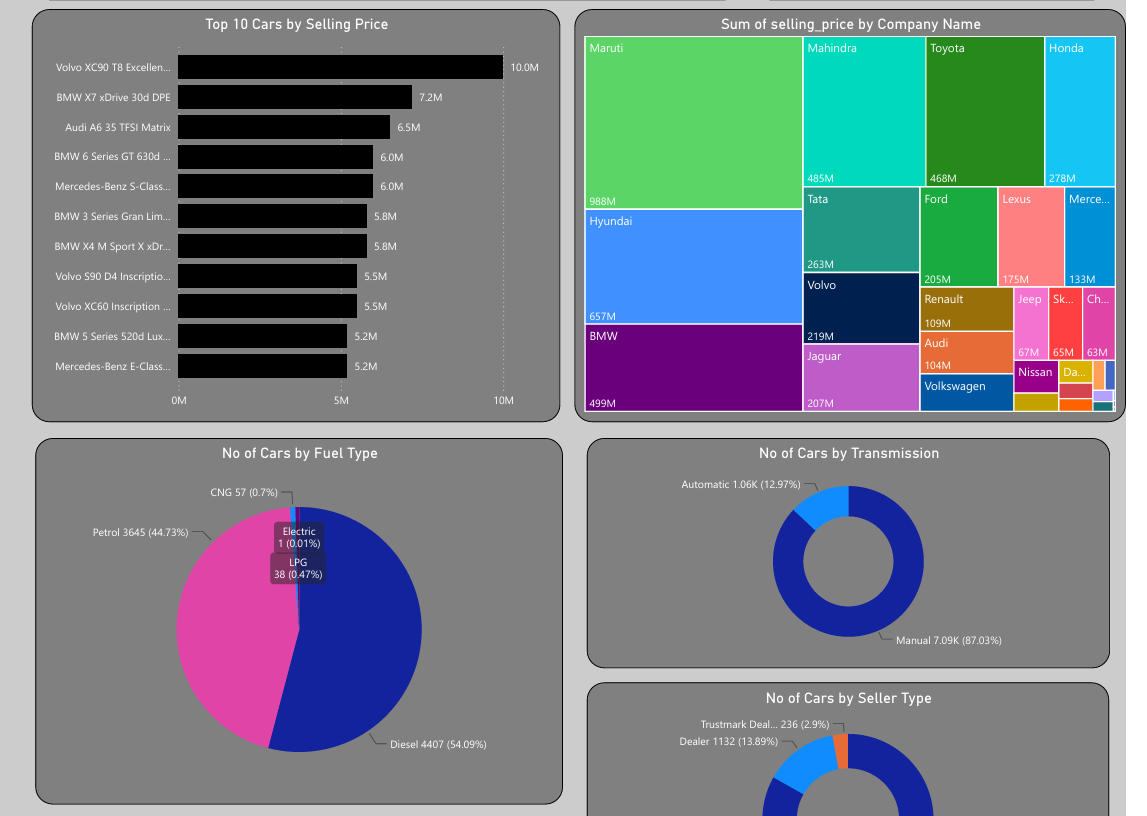 Top 10 Cars by Selling Price
Volvo XC90 T8 Excellen... 10.0M
BMW X7 xDrive 30d DPE 7.2M
Audi A6 35 TFSI Matrix 6.5M
BMW 6 Series GT 630d ... 6.0M
Mercedes-Benz S-Class... 6.0M
BMW 3 Series Gran Lim... 5.8M
BMW X4 M Sport X xDr... 5.8M
Volvo S90 D4 Inscriptio... 5.5M
Volvo XC60 Inscription ... 5.5M
BMW 5 Series 520d Lux... 5.2M
Mercedes-Benz E-Class... 5.2M
0M 5M 10M
Sum of selling_price by Company Name
Maruti
988M
Hyundai
657M
BMW
499M
Mahindra
485M
Toyota
468M
Honda
278M
Tata
263M
Volvo
219M
Jaguar
207M
Ford
205M
Lexus
175M
Merce...
133M
Renault
109M
Audi
104M
Volkswagen
Jeep
67M
Sk...
65M
Ch...
63M
Nissan
Da...
No of Cars by Fuel Type
CNG 57 (0.7%)
Petrol 3645 (44.73%)
Electric
1 (0.01%)
LPG
38 (0.47%)
Diesel 4407 (54.09%)
No of Cars by Transmission
Automatic 1.06K (12.97%)
Manual 7.09K (87.03%)
No of Cars by Seller Type
Trustmark Deal... 236 (2.9%)
Dealer 1132 (13.89%)